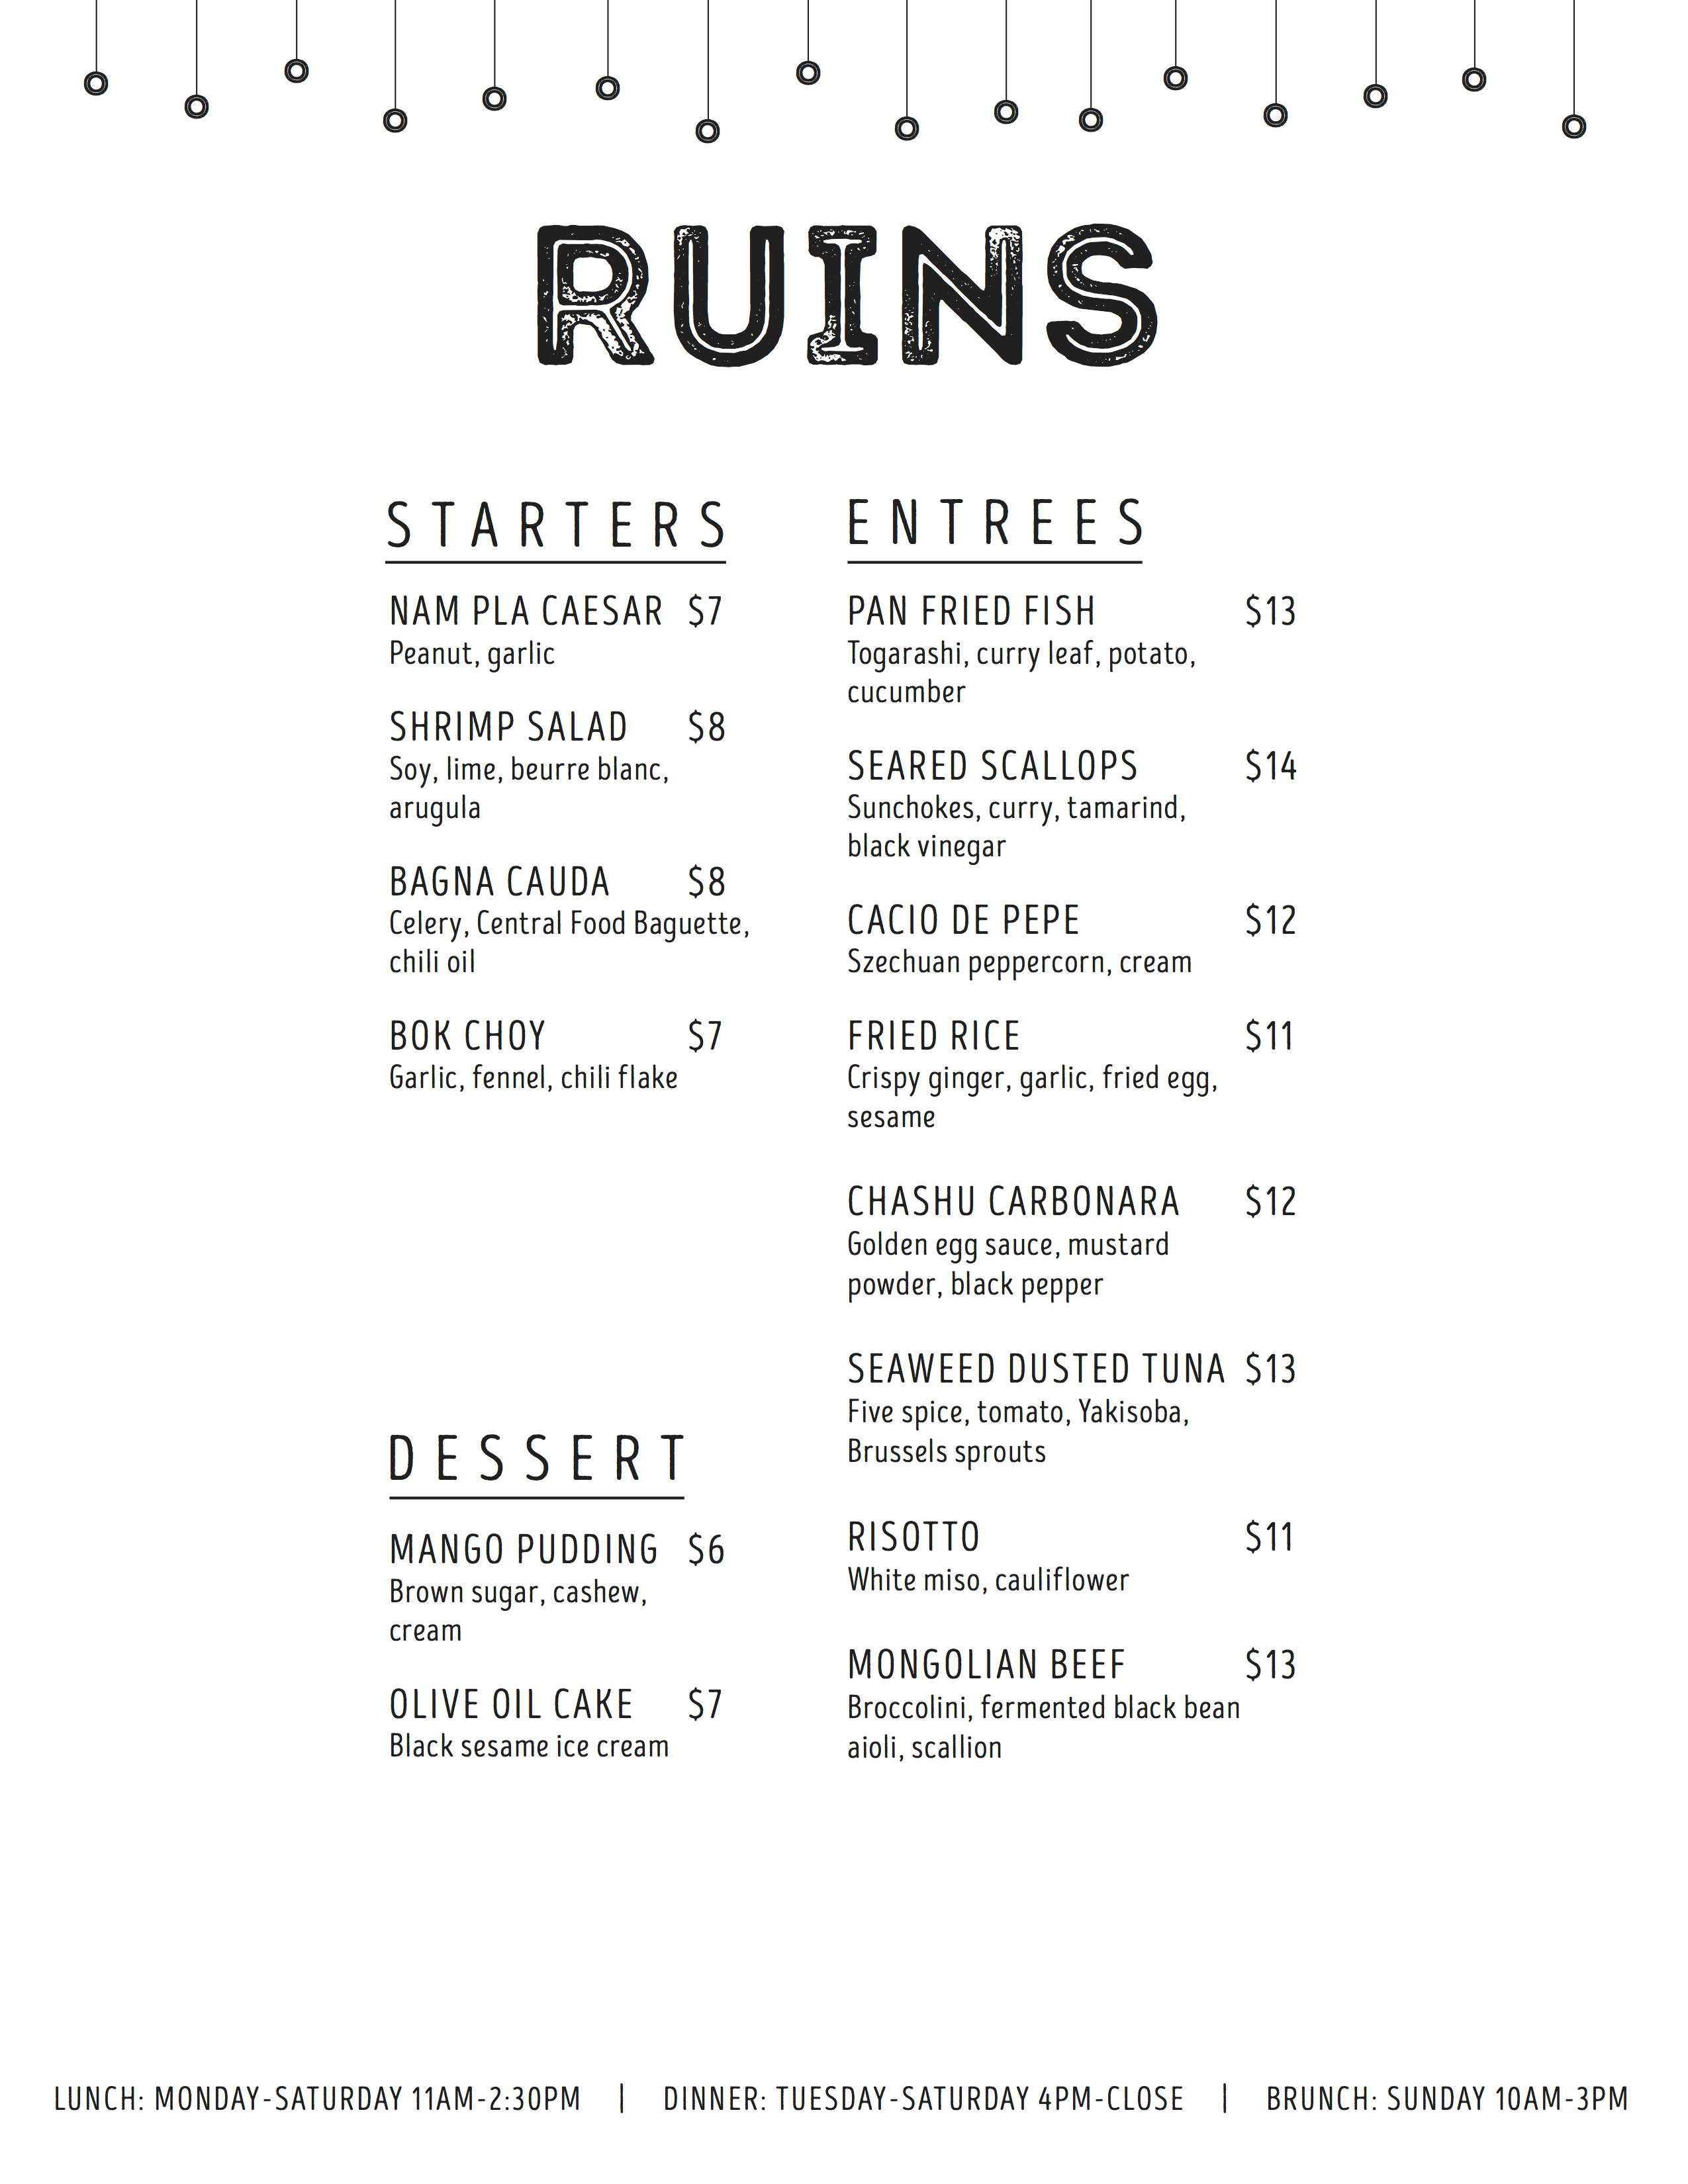 RUINS
STARTERS
NAM PLA CAESAR $7
Peanut, garlic
SHRIMP SALAD $8
Soy, lime, beurre blanc,
arugula
BAGNA CAUDA $8
Celery, Central Food Baguette,
chili oil
BOK CHOY $7
Garlic, fennel, chili flake
DESSERT
MANGO PUDDING $6
Brown sugar, cashew,
cream
OLIVE OIL CAKE $7
Black sesame ice cream
ENTREES
PAN FRIED FISH $13
Togarashi, curry leaf, potato,
cucumber
SEARED SCALLOPS $14
Sunchokes, curry, tamarind,
black vinegar
CACIO DE PEPE $12
Szechuan peppercorn, cream
FRIED RICE $11
Crispy ginger, garlic, fried egg,
sesame
CHASHU CARBONARA $12
Golden egg sauce, mustard
powder, black pepper
SEAWEED DUSTED TUNA $13
Five spice, tomato, Yakisoba,
Brussels sprouts
RISOTTO $11
White miso, cauliflower
MONGOLIAN BEEF $13
Broccolini, fermented black bean
aioli, scallion
LUNCH: MONDAY-SATURDAY 11AM-2:30PM | DINNER: TUESDAY-SATURDAY 4PM-CLOSE | BRUNCH: SUNDAY 10AM-3PM